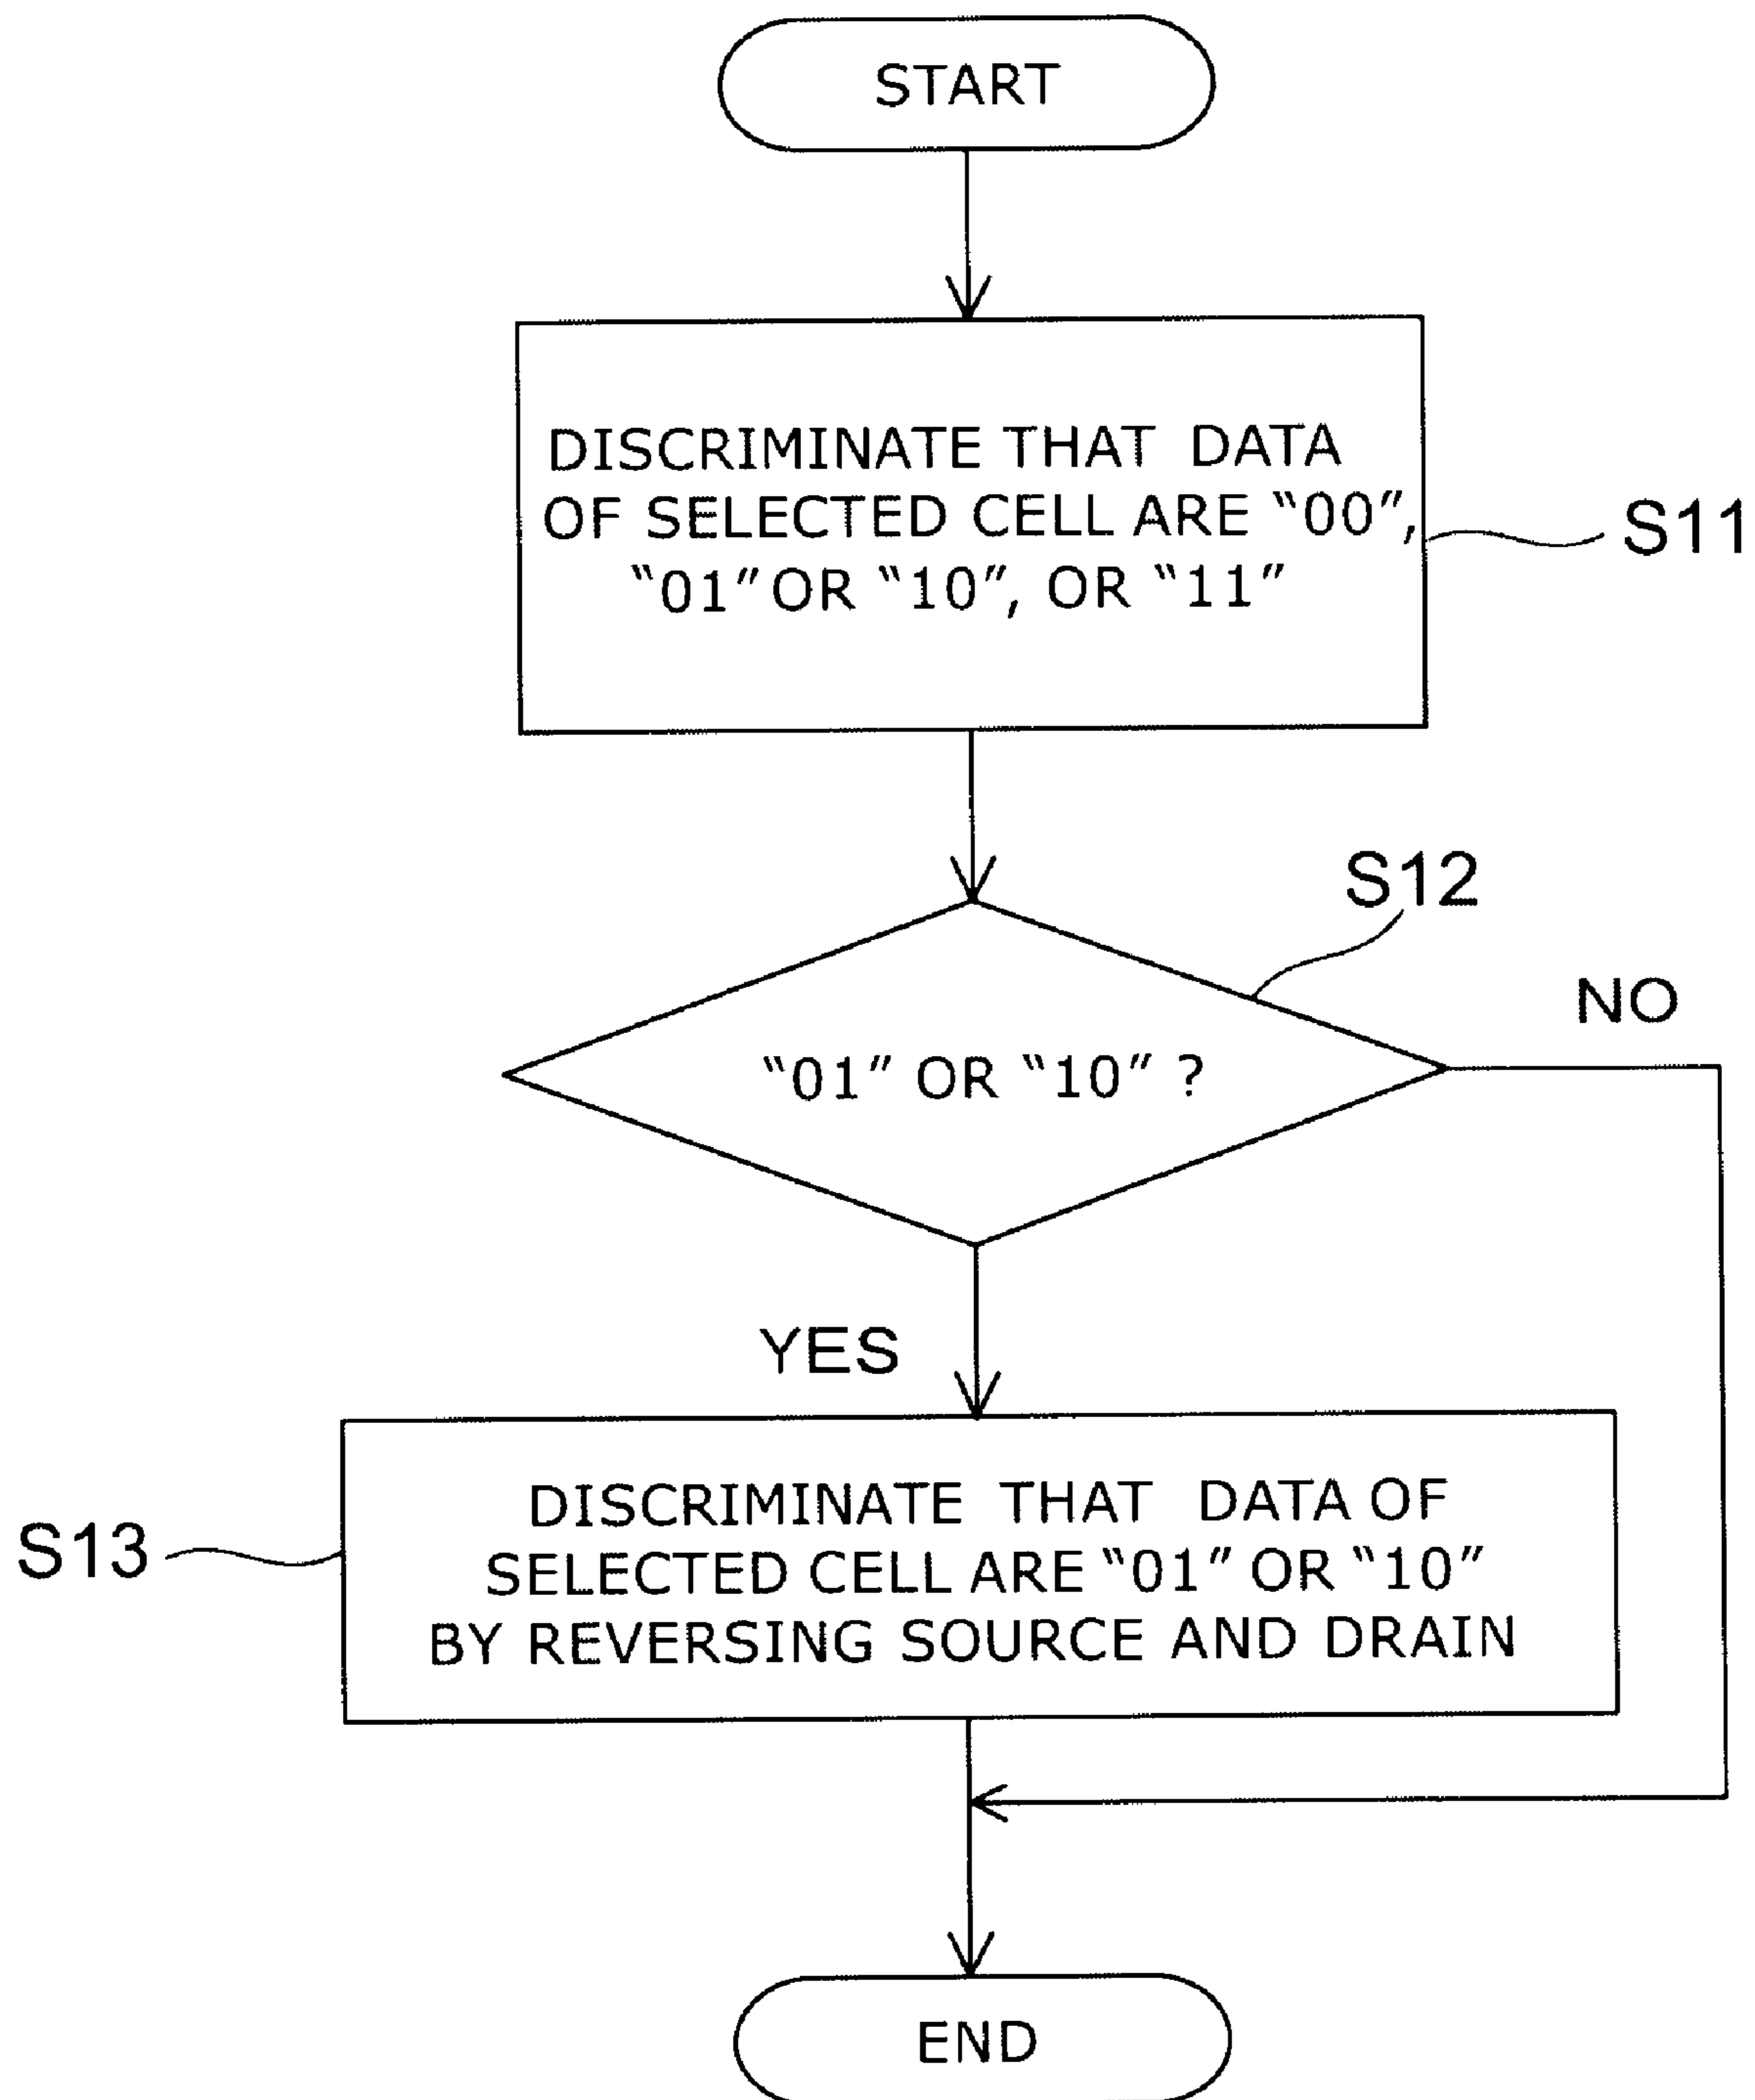 START
DISCRIMINATE THAT DATA
OF SELECTED CELL ARE “00”,
“01” OR “10”, OR “11”
S11
S12
NO
“01” OR “10” ?
YES
DISCRIMINATE THAT DATA OF
SELECTED CELL ARE “01” OR “10”
BY REVERSING SOURCE AND DRAIN
S13
END